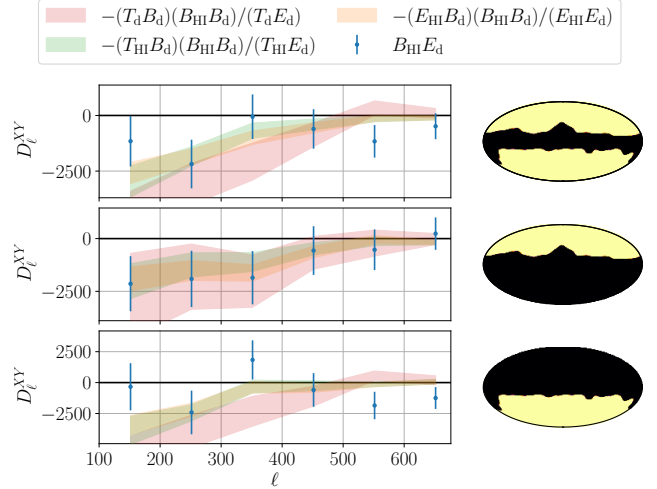 −(T_d B_d)(B_HI B_d)/(T_d E_d) −(E_HI B_d)(B_HI B_d)/(E_HI E_d)
−(T_HI B_d)(B_HI B_d)/(T_HI E_d) B_HI E_d
D_ℓ^XY
0
−2500
D_ℓ^XY
0
−2500
D_ℓ^XY
2500
0
−2500
100 200 300 400 500 600
ℓ